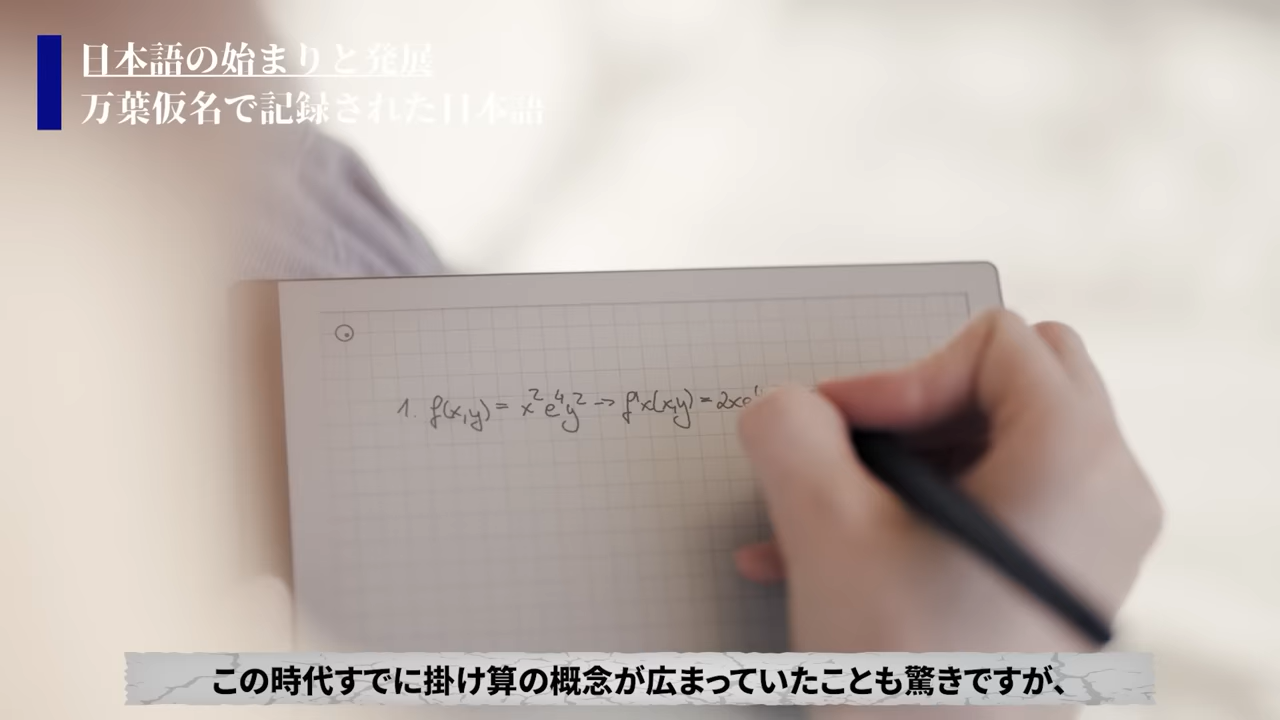 日本語の始まりと発展
万葉仮名で記録された日本語
1. f(x,y) = x²e⁴y² → f'x(x,y) = 2xe
この時代すでに掛け算の概念が広まっていたことも驚きですが、